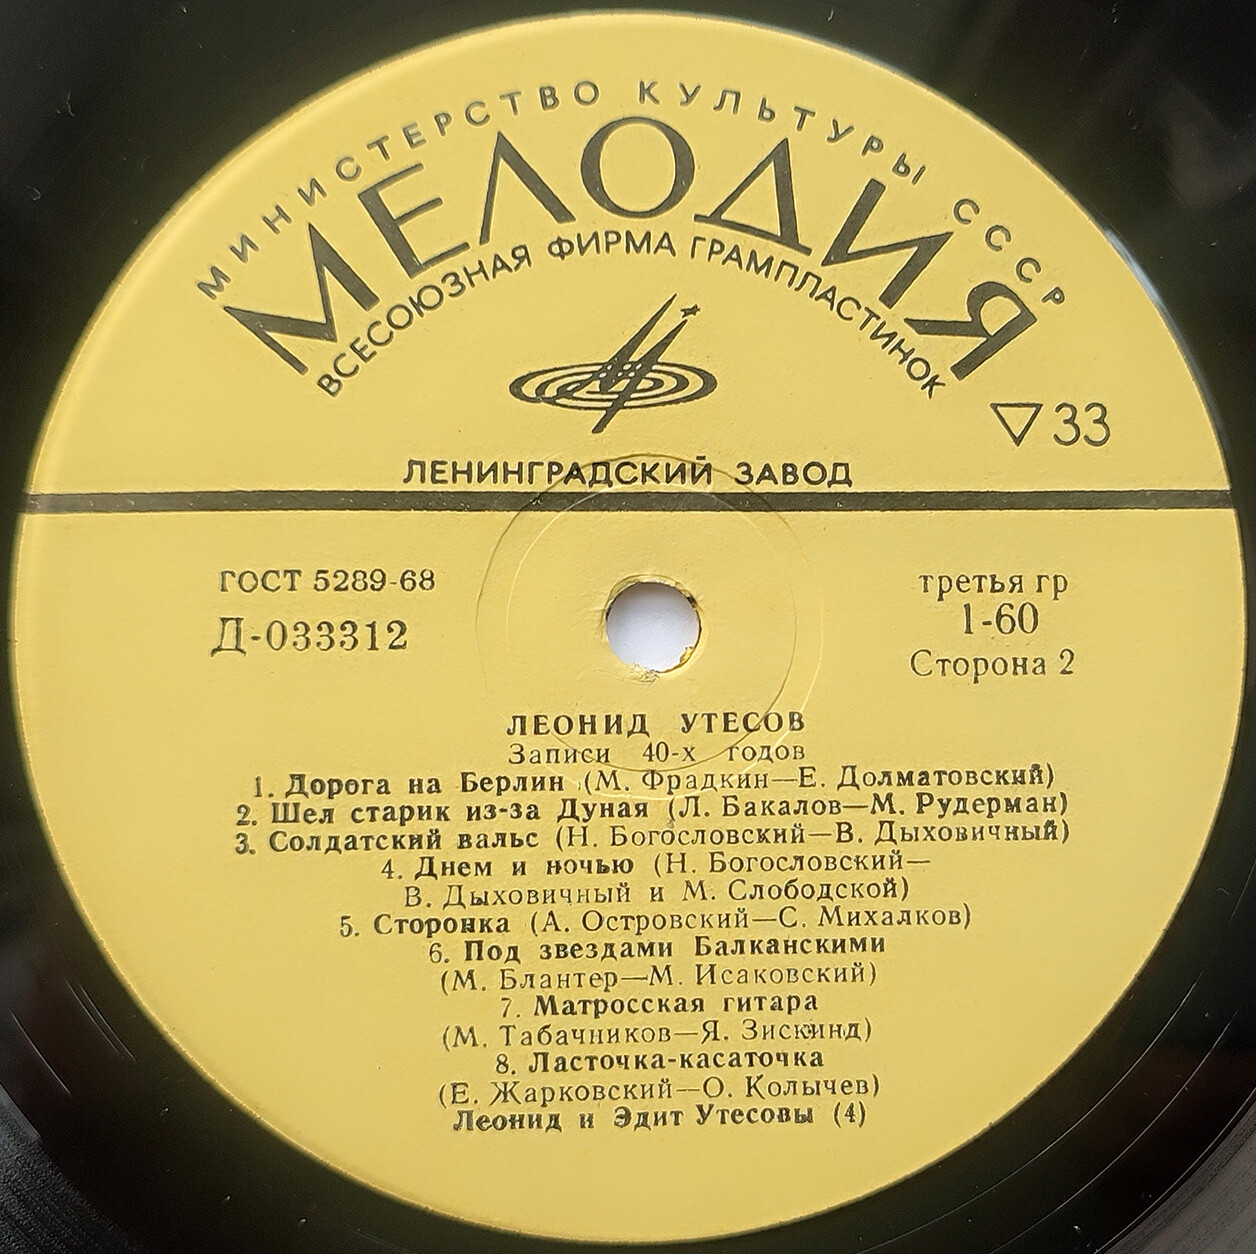 МИНИСТЕРСТВО КУЛЬТУРЫ СССР
МЕЛОДИЯ
ВСЕСОЮЗНАЯ ФИРМА ГРАМПЛАСТИНОК
33
ЛЕНИНГРАДСКИЙ ЗАВОД
ГОСТ 5289-68
Д-033312
третья гр
1-60
Сторона 2
ЛЕОНИД УТЕСОВ
Записи 40-х годов
1. Дорога на Берлин (М. Фрадкин—Е. Долматовский)
2. Шел старик из-за Дуная (Л. Бакалов—М. Рудерман)
3. Солдатский вальс (Н. Богословский—В. Дыховичный)
4. Днем и ночью (Н. Богословский—
В. Дыховичный и М. Слободской)
5. Сторонка (А. Островский—С. Михалков)
6. Под звездами Балканскими
(М. Блантер—М. Исаковский)
7. Матросская гитара
(М. Табачников—Я. Зискинд)
8. Ласточка-касаточка
(Е. Жарковский—О. Колычев)
Леонид и Эдит Утесовы (4)